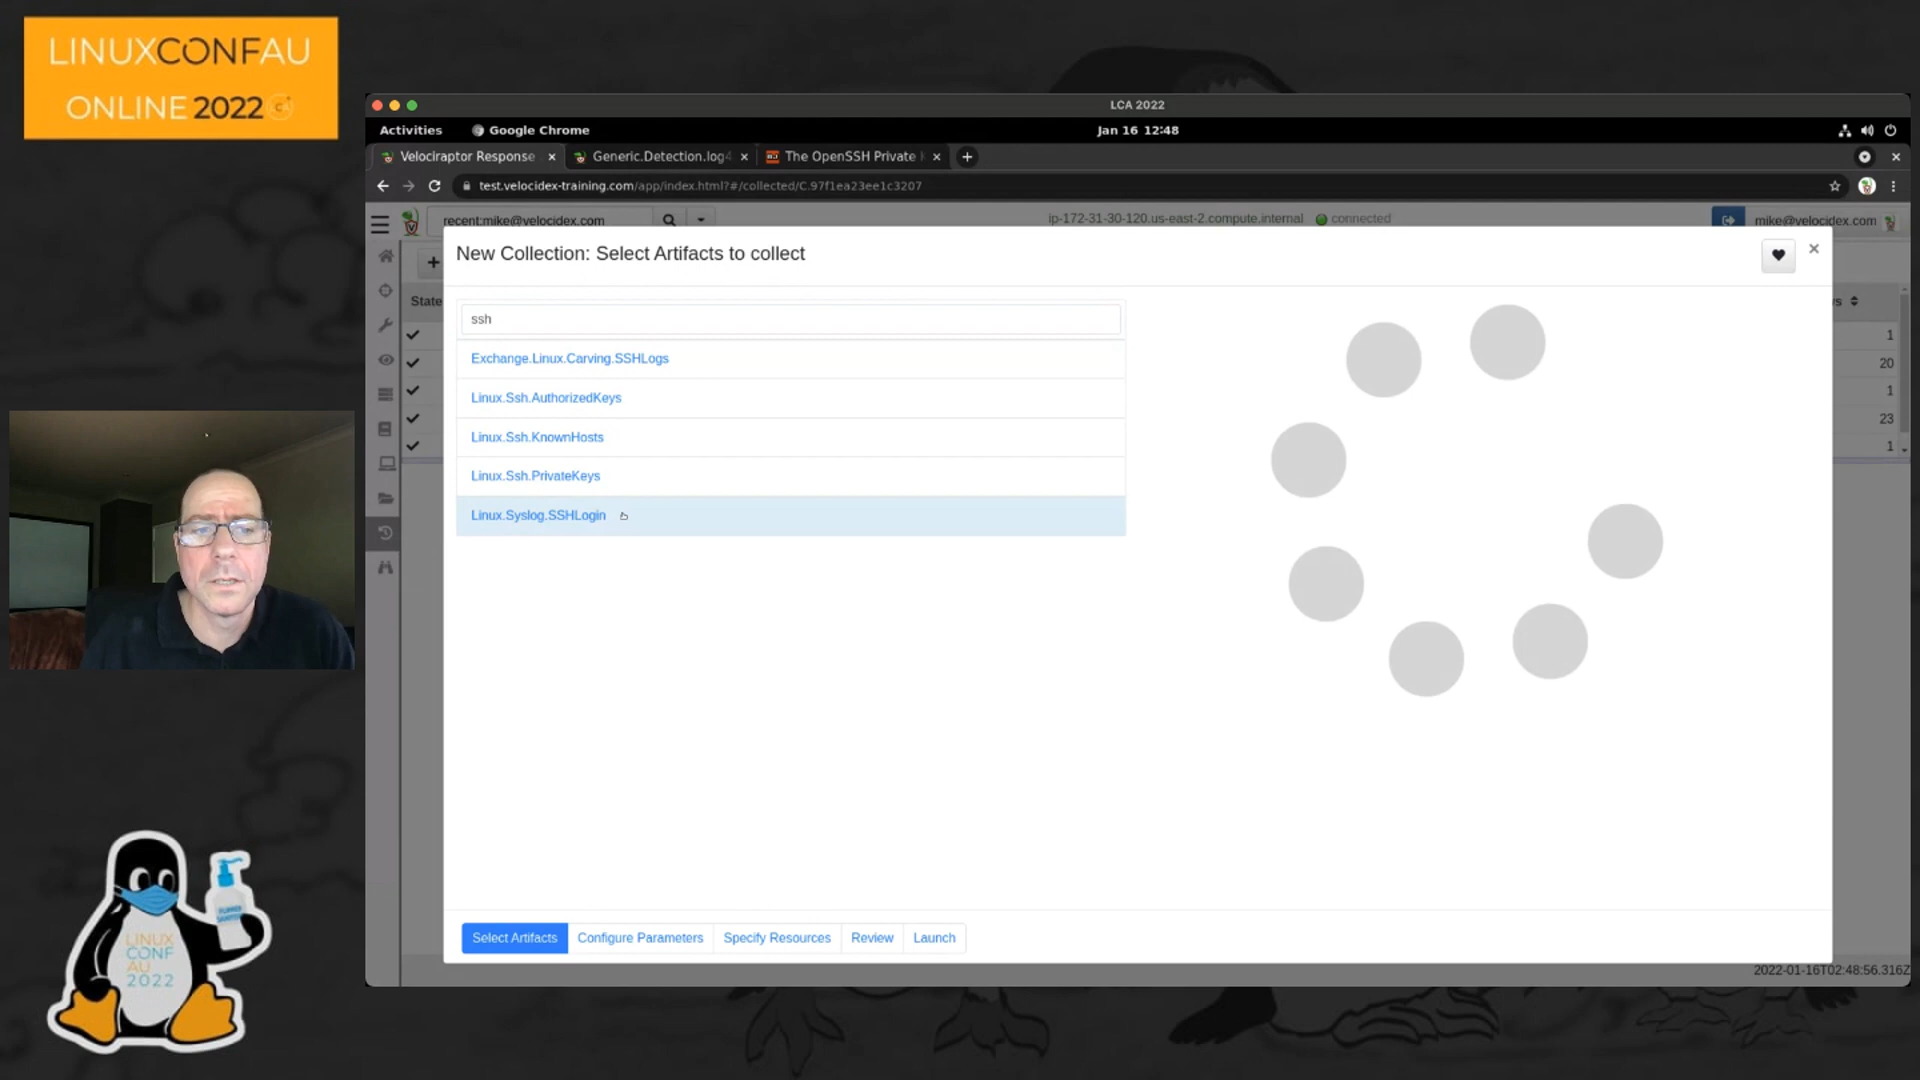 LINUXCONFAU
ONLINE 2022
LCA 2022
Activities
Google Chrome
Jan 16 12:48
Velociraptor Response
Generic.Detection.log4
The OpenSSH Private
test.velocidex-training.com/app/index.html?#/collected/C.97f1ea23ee1c3207
recent:mike@velocidex.com
ip-172-31-30-120.us-east-2.compute.internal
connected
mike@velocidex.com
New Collection: Select Artifacts to collect
State
s
ssh
Exchange.Linux.Carving.SSHLogs
Linux.Ssh.AuthorizedKeys
Linux.Ssh.KnownHosts
Linux.Ssh.PrivateKeys
Linux.Syslog.SSHLogin
1
20
1
23
1
Select Artifacts
Configure Parameters
Specify Resources
Review
Launch
2022-01-16T02:48:56.316Z
LINUX
CONF
AU
2022